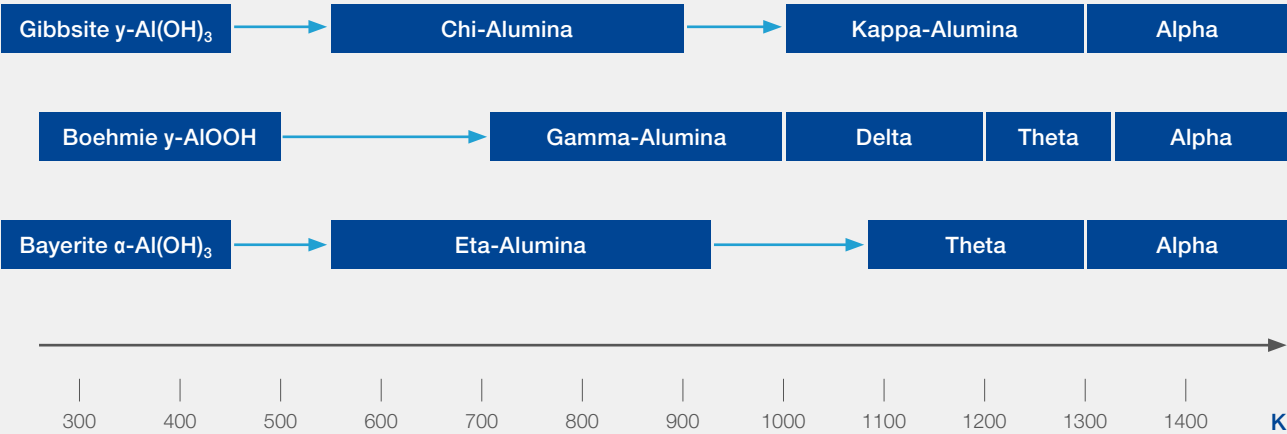 Gibbsite y-Al(OH)₃ Chi-Alumina Kappa-Alumina Alpha
Boehmie y-AlOOH Gamma-Alumina Delta Theta Alpha
Bayerite α-Al(OH)₃ Eta-Alumina Theta Alpha
300 400 500 600 700 800 900 1000 1100 1200 1300 1400 K